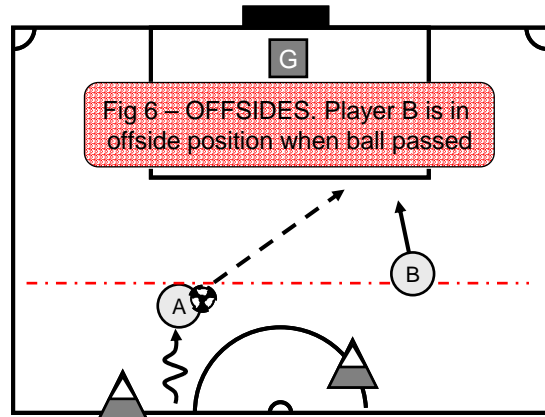 G
Fig 6 – OFFSIDES. Player B is in
offside position when ball passed
B
A